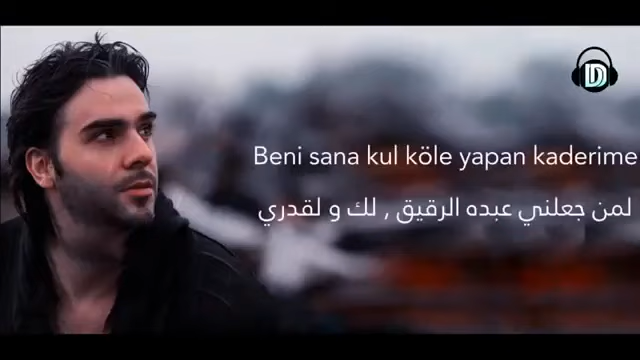 Beni sana kul köle yapan kaderime
لمن جعلني عبده الرقيق , لك و لقدري